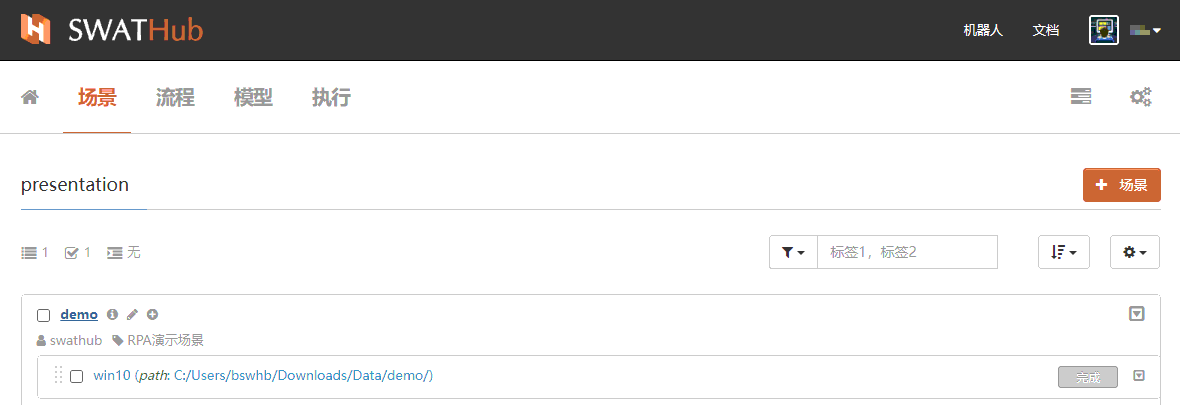 SWATHub 机器人 文档
场景 流程 模型 执行
presentation + 场景
1 1 无 标签1，标签2
demo
swathub RPA演示场景
win10 (path: C:/Users/bswhb/Downloads/Data/demo/) 完成